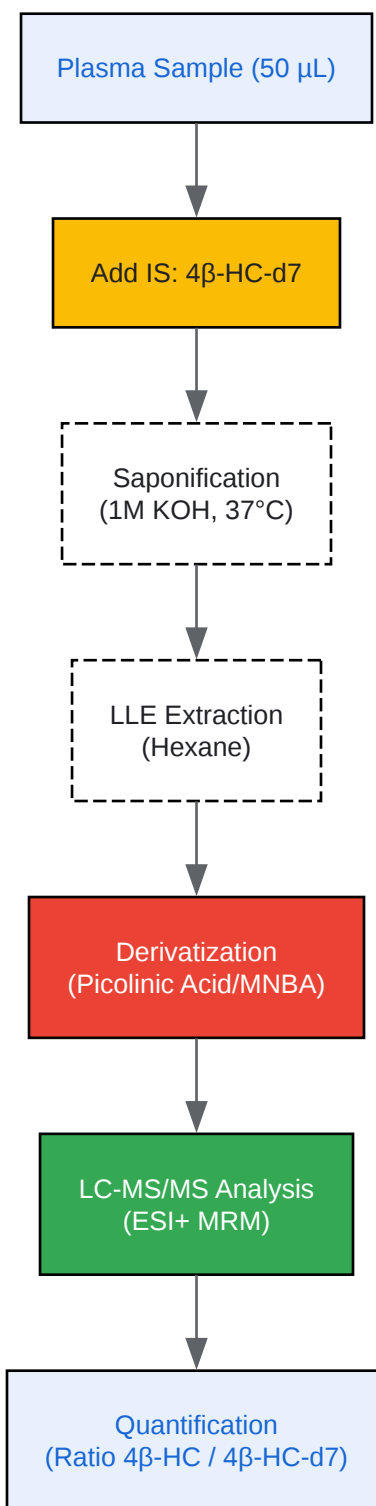 Plasma Sample (50 µL)
Add IS: 4β-HC-d7
Saponification
(1M KOH, 37°C)
LLE Extraction
(Hexane)
Derivatization
(Picolinic Acid/MNBA)
LC-MS/MS Analysis
(ESI+ MRM)
Quantification
(Ratio 4β-HC / 4β-HC-d7)